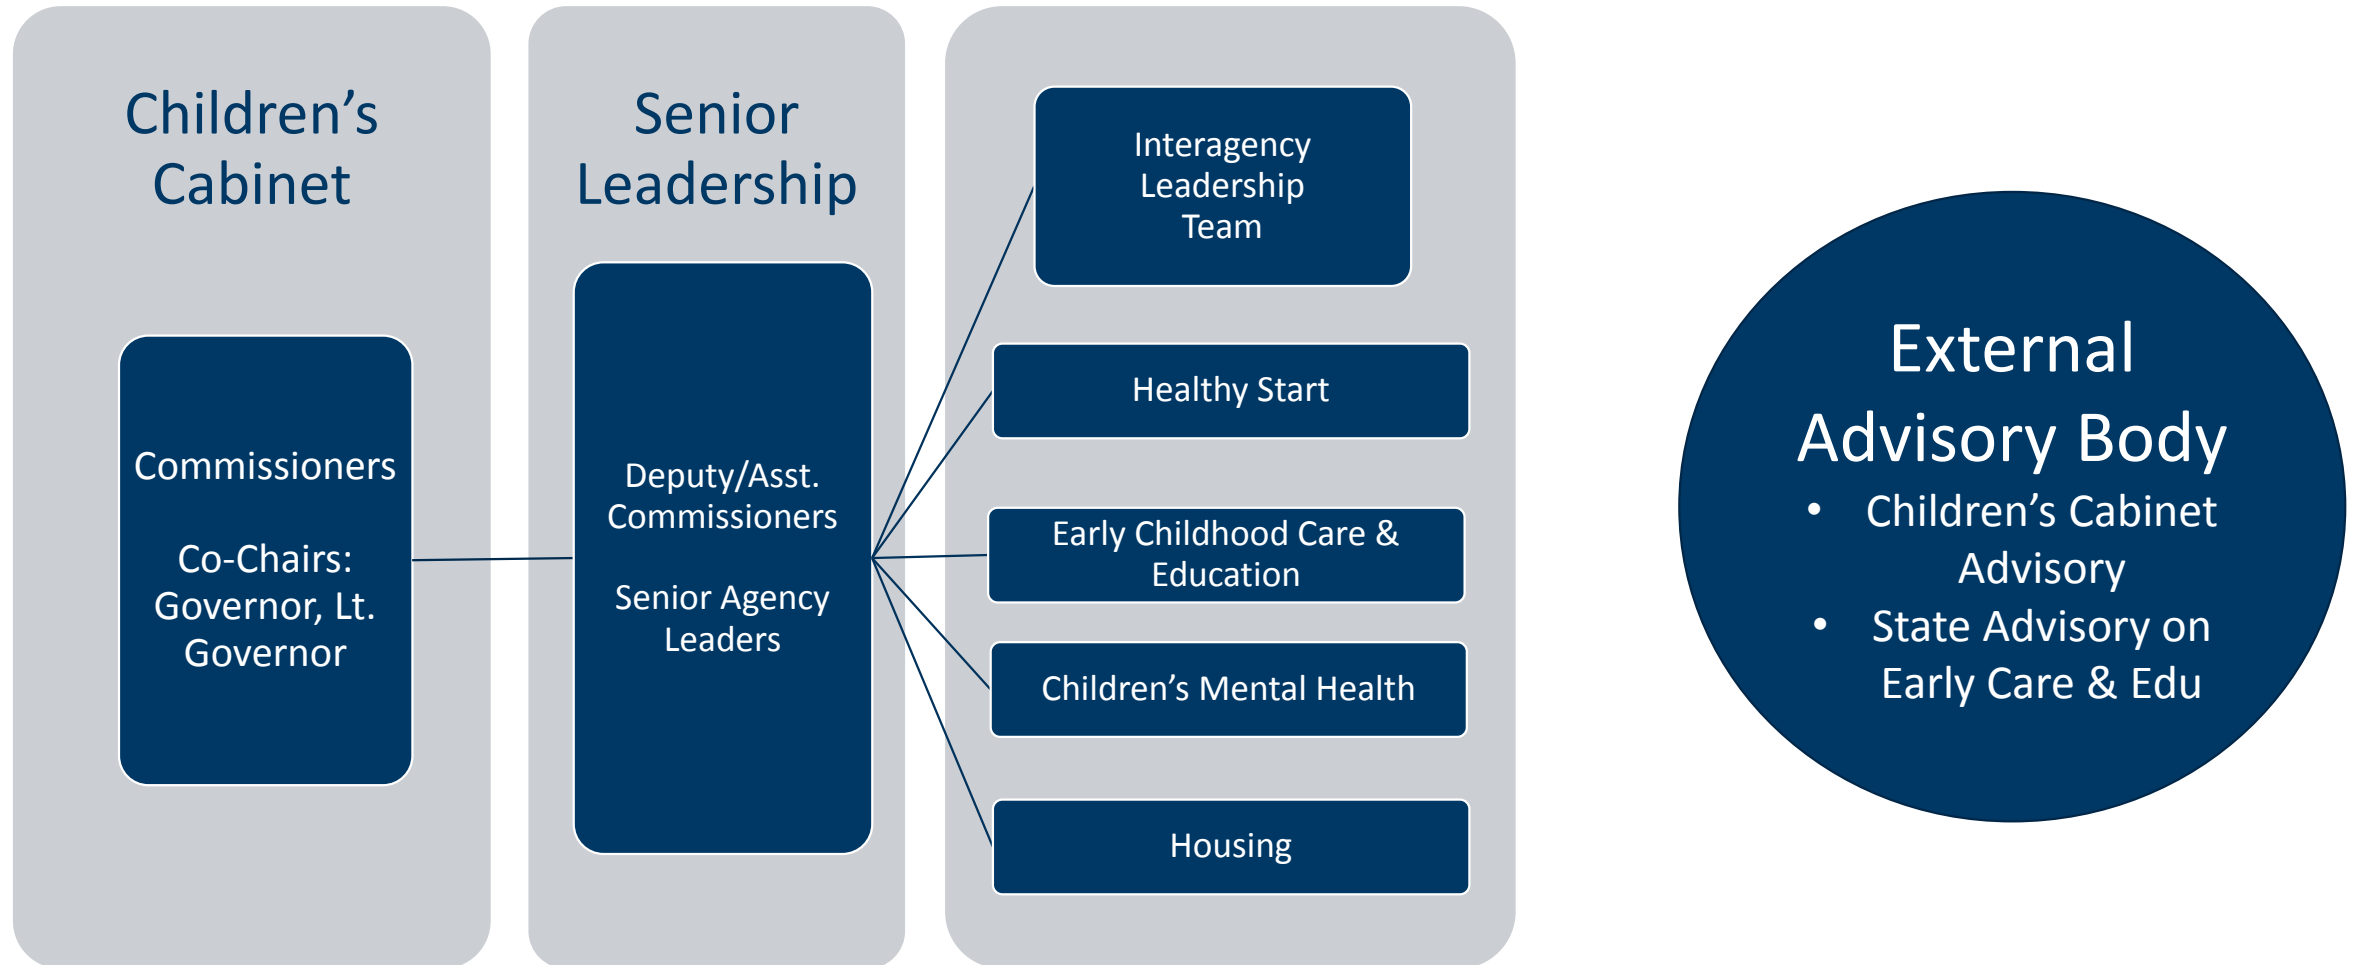 Children’s
Cabinet
Commissioners
Co-Chairs:
Governor, Lt.
Governor
Senior
Leadership
Deputy/Asst.
Commissioners
Senior Agency
Leaders
Interagency
Leadership
Team
Healthy Start
Early Childhood Care &
Education
Children’s Mental Health
Housing
External
Advisory Body
• Children’s Cabinet
Advisory
• State Advisory on
Early Care & Edu